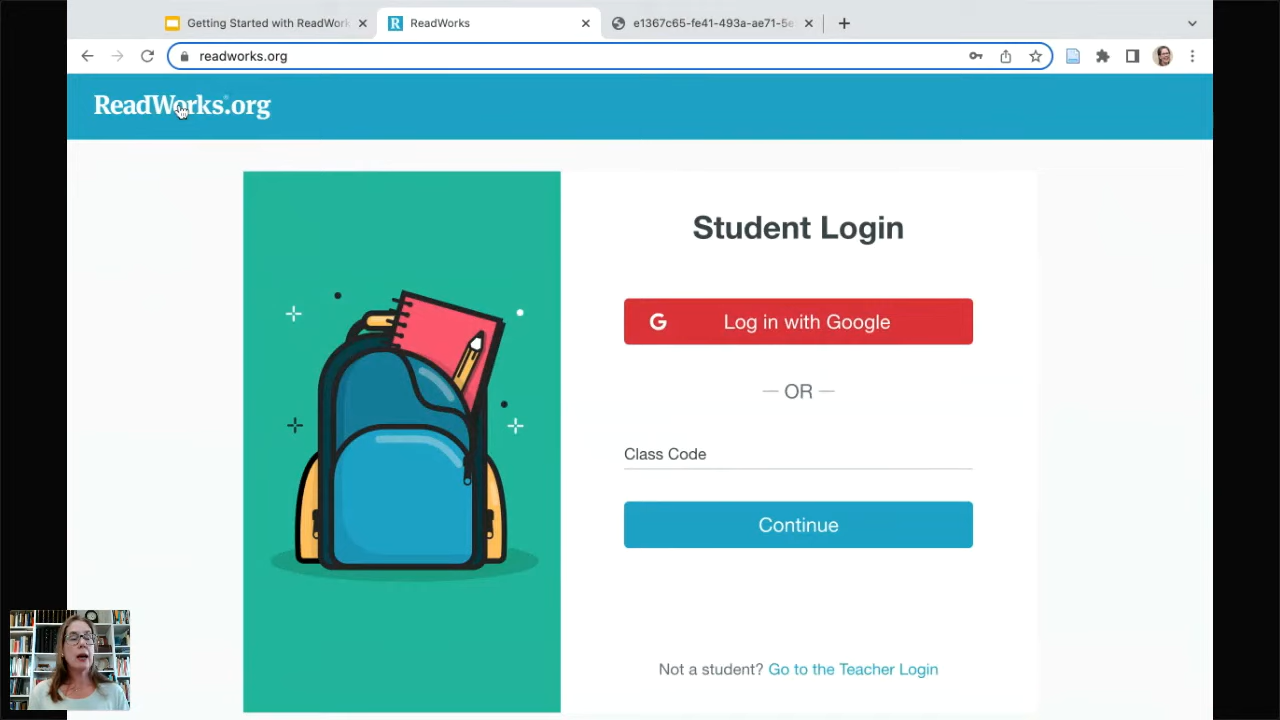 Getting Started with ReadWork
ReadWorks
e1367c65-fe41-493a-ae71-5e
readworks.org
ReadWorks.org
Student Login
G Log in with Google
— OR —
Class Code
Continue
Not a student? Go to the Teacher Login